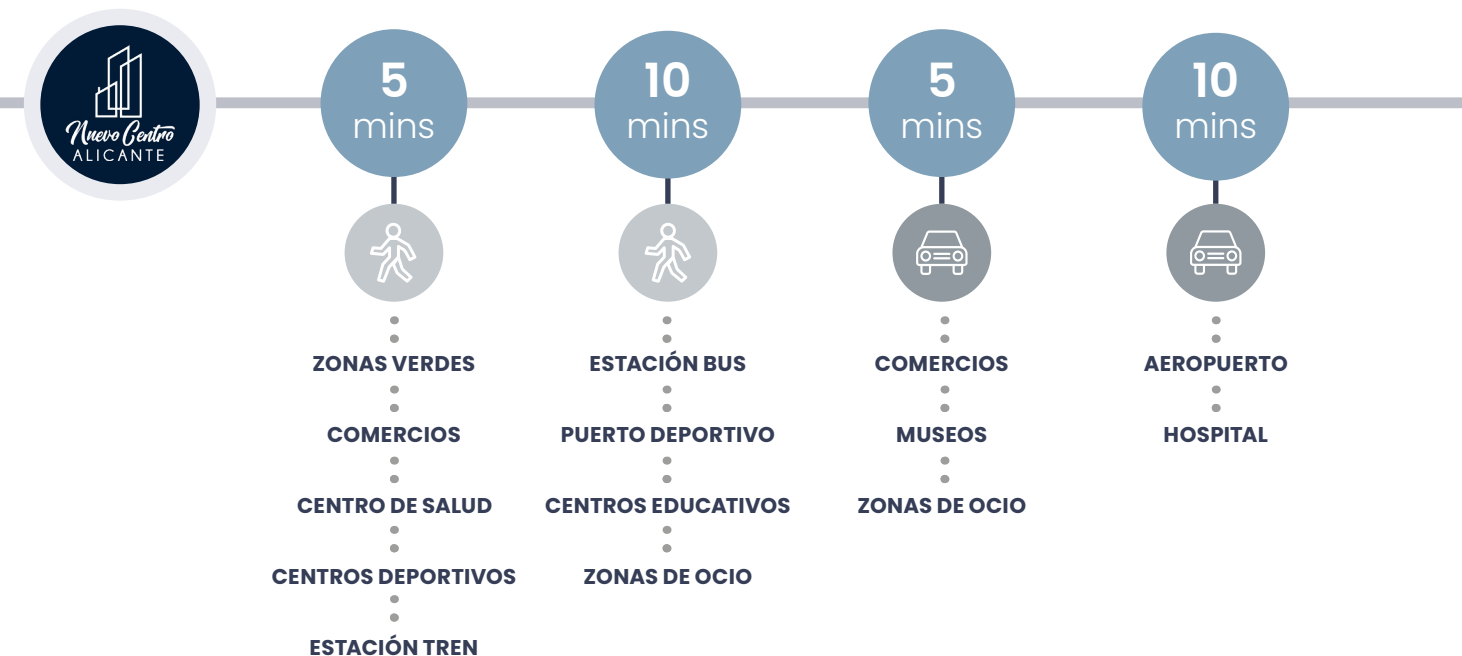 Nuevo Centro
ALICANTE
5
mins
ZONAS VERDES
COMERCIOS
CENTRO DE SALUD
CENTROS DEPORTIVOS
ESTACIÓN TREN
10
mins
ESTACIÓN BUS
PUERTO DEPORTIVO
CENTROS EDUCATIVOS
ZONAS DE OCIO
5
mins
COMERCIOS
MUSEOS
ZONAS DE OCIO
10
mins
AEROPUERTO
HOSPITAL